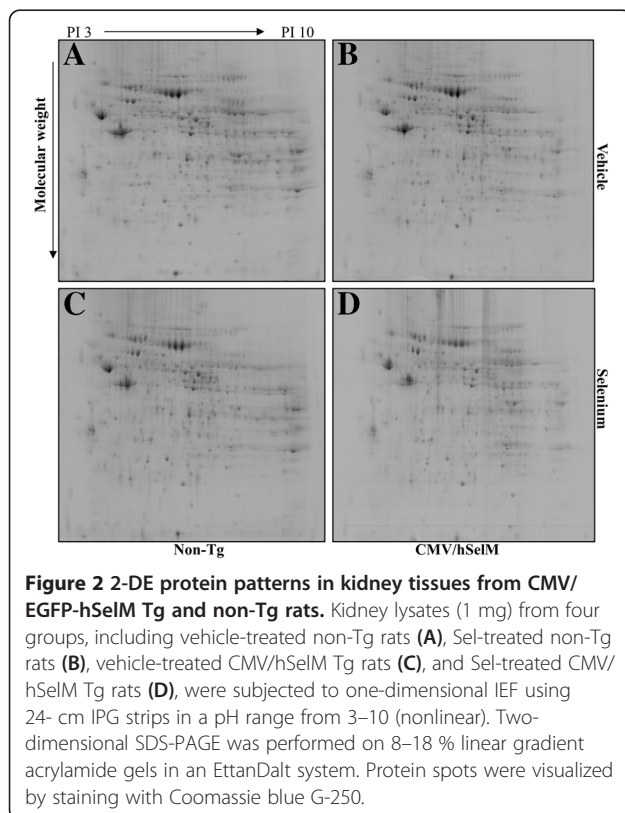 PI 3 PI 10
A B
Molecular weight
Vehicle
C D
Selenium
Non-Tg CMV/hSelM
Figure 2 2-DE protein patterns in kidney tissues from CMV/
EGFP-hSelM Tg and non-Tg rats. Kidney lysates (1 mg) from four
groups, including vehicle-treated non-Tg rats (A), Sel-treated non-Tg
rats (B), vehicle-treated CMV/hSelM Tg rats (C), and Sel-treated CMV/
hSelM Tg rats (D), were subjected to one-dimensional IEF using
24- cm IPG strips in a pH range from 3–10 (nonlinear). Two-
dimensional SDS-PAGE was performed on 8–18 % linear gradient
acrylamide gels in an EttanDalt system. Protein spots were visualized
by staining with Coomassie blue G-250.